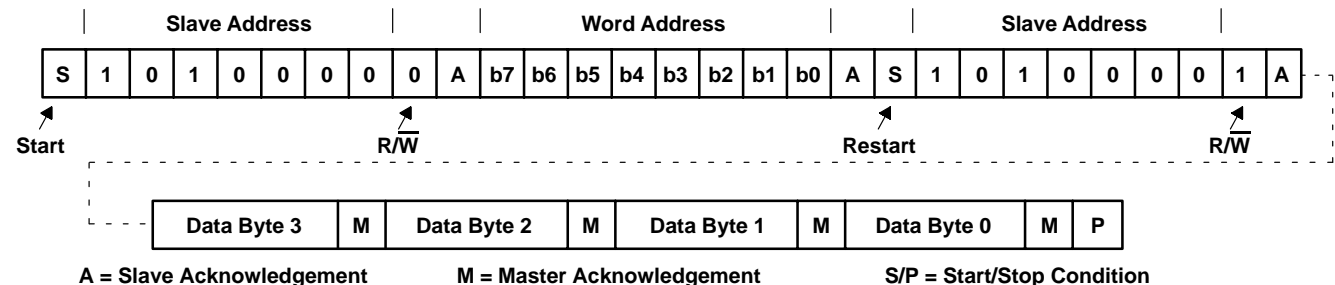 Slave Address Word Address Slave Address
S 1 0 1 0 0 0 0 0 A b7 b6 b5 b4 b3 b2 b1 b0 A S 1 0 1 0 0 0 0 1 A
Start R/W̅ Restart R/W̅
Data Byte 3 M Data Byte 2 M Data Byte 1 M Data Byte 0 M P
A = Slave Acknowledgement M = Master Acknowledgement S/P = Start/Stop Condition